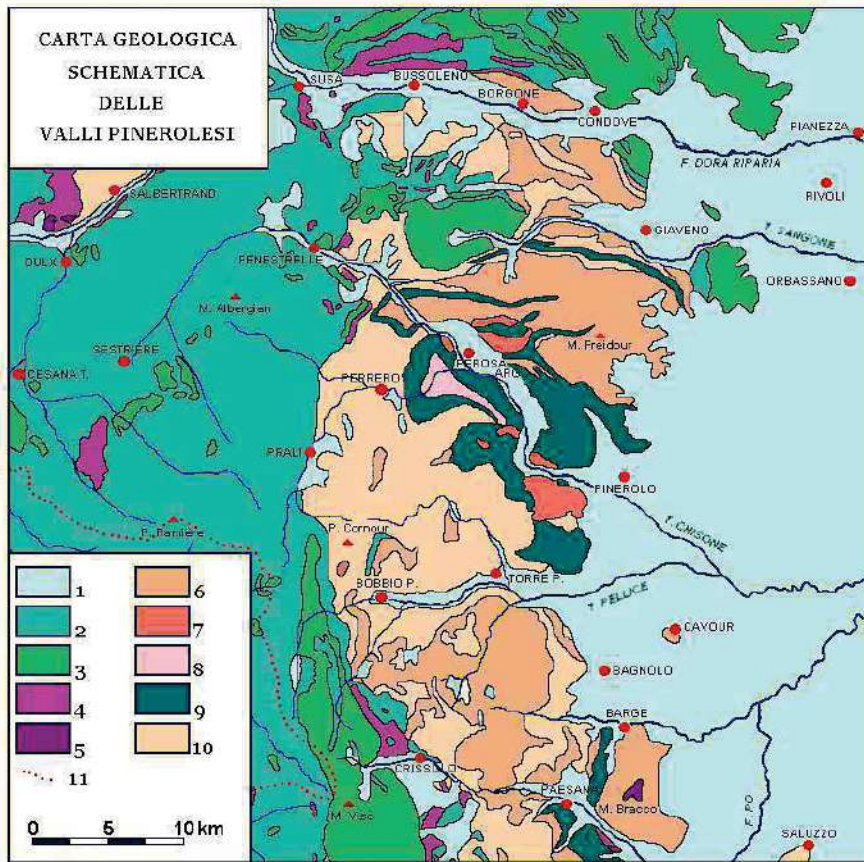 CARTA GEOLOGICA
SCHEMATICA
DELLE
VALLI PINEROLESI
SUSA
BUSSOLENO
BORGONE
CONDOVE
PIANEZZA
F. DORA RIPARIA
SALBERTRAND
RIVOLI
GIAVENO
T. SANGONE
OULX
FENESTRELLE
ORBASSANO
M. Albergian
M. Freidour
SESTRIERE
CESANA T.
PEROSA
ARG
PERRERO
PRALI
PINEROLO
T. CHISONE
P. Cornour
TORRE P.
BOBBIO P.
T. PELLICE
CAVOUR
BAGNOLO
BARGE
CRISSOLO
PAESANA
M. Bracco
M. Viso
F. PO
SALUZZO
1
2
3
4
5
6
7
8
9
10
11
0 5 10 km